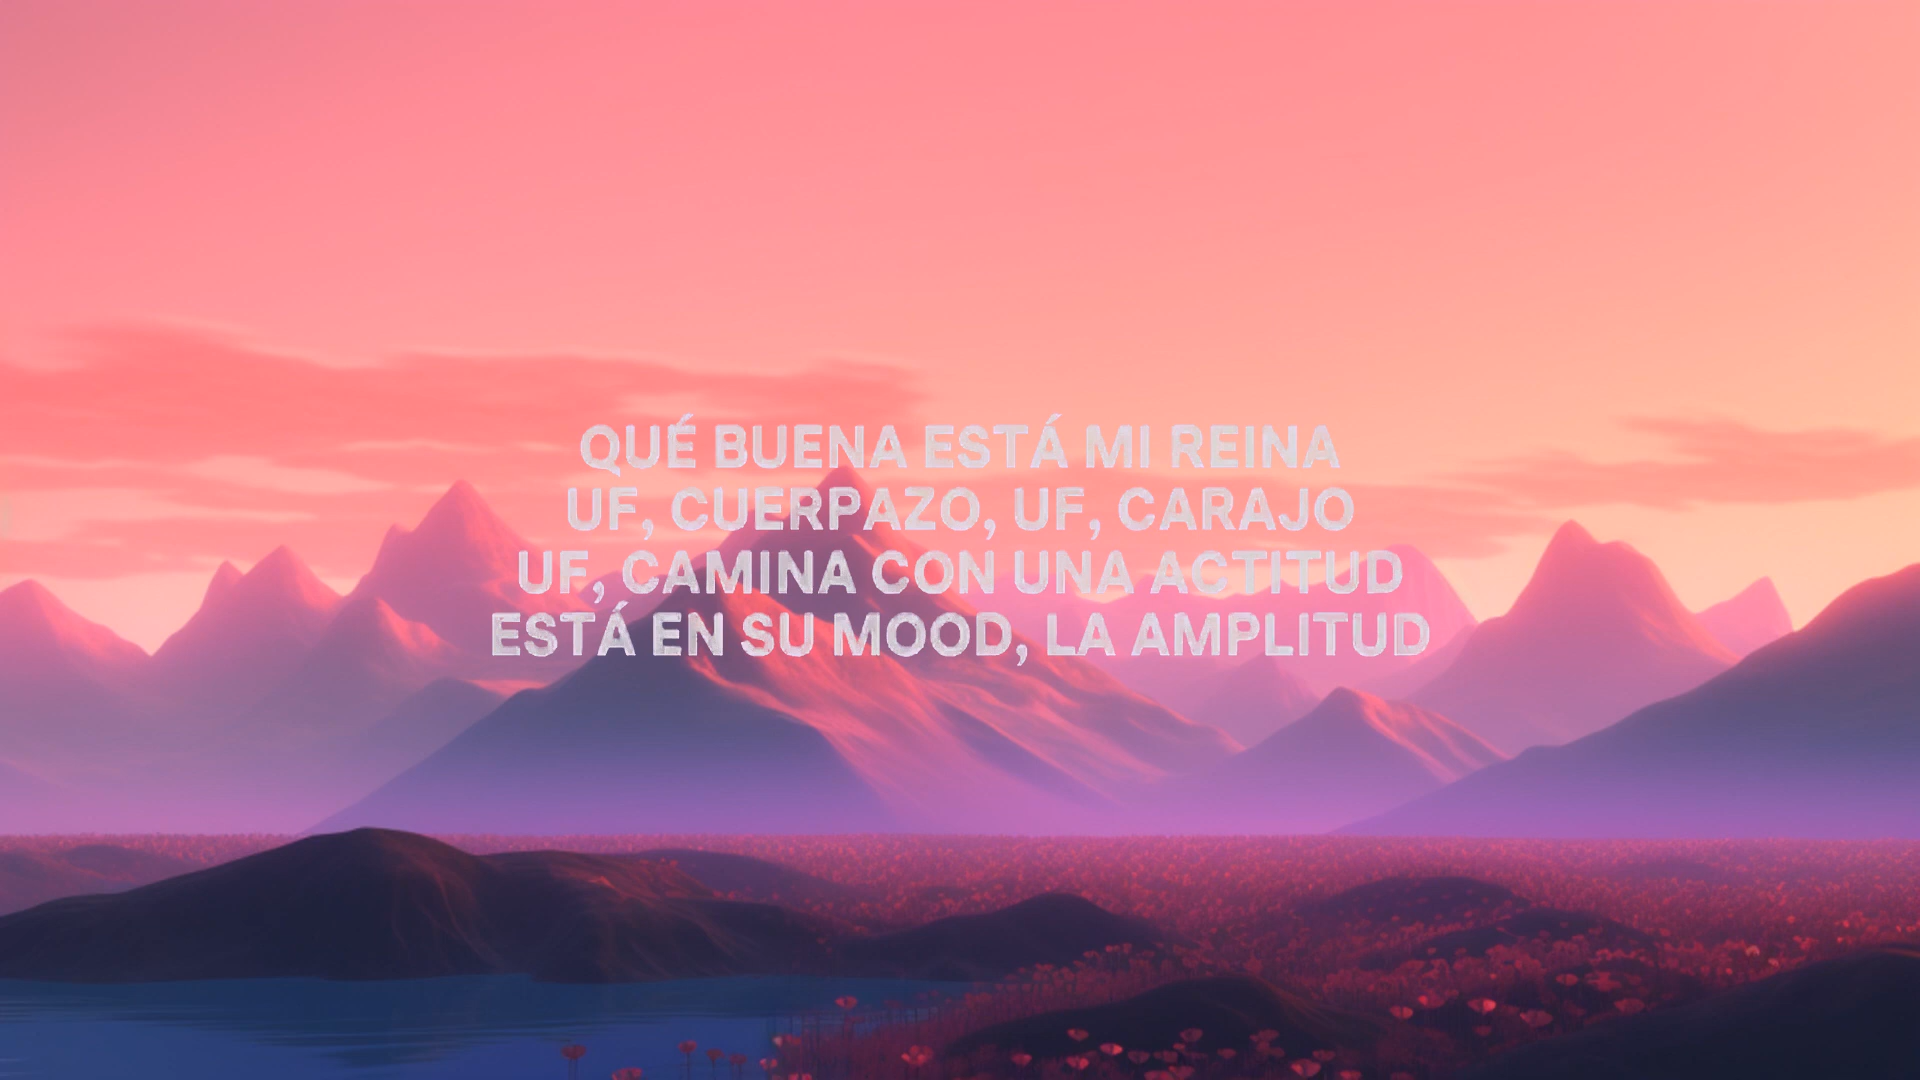 QUÉ BUENA ESTÁ MI REINA
UF, CUERPAZO, UF, CARAJO
UF, CAMINA CON UNA ACTITUD
ESTÁ EN SU MOOD, LA AMPLITUD